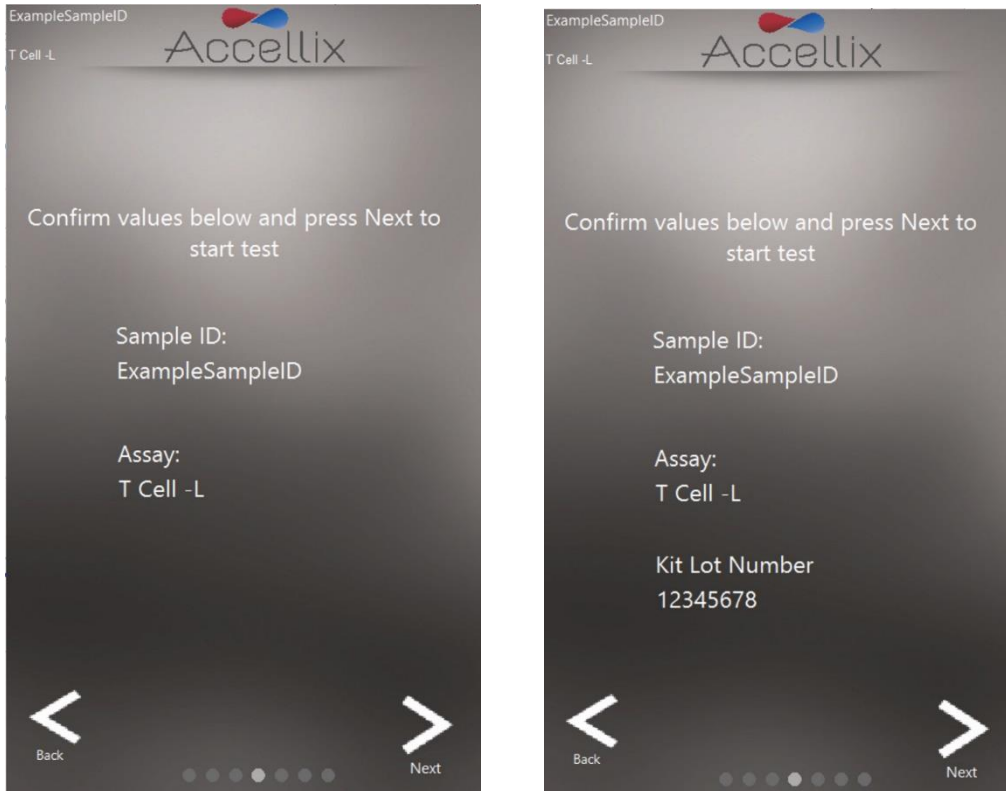 ExampleSampleID
Accellix
T Cell -L
Confirm values below and press Next to
start test
Sample ID:
ExampleSampleID
Assay:
T Cell -L
Back
Next
ExampleSampleID
Accellix
T Cell -L
Confirm values below and press Next to
start test
Sample ID:
ExampleSampleID
Assay:
T Cell -L
Kit Lot Number
12345678
Back
Next